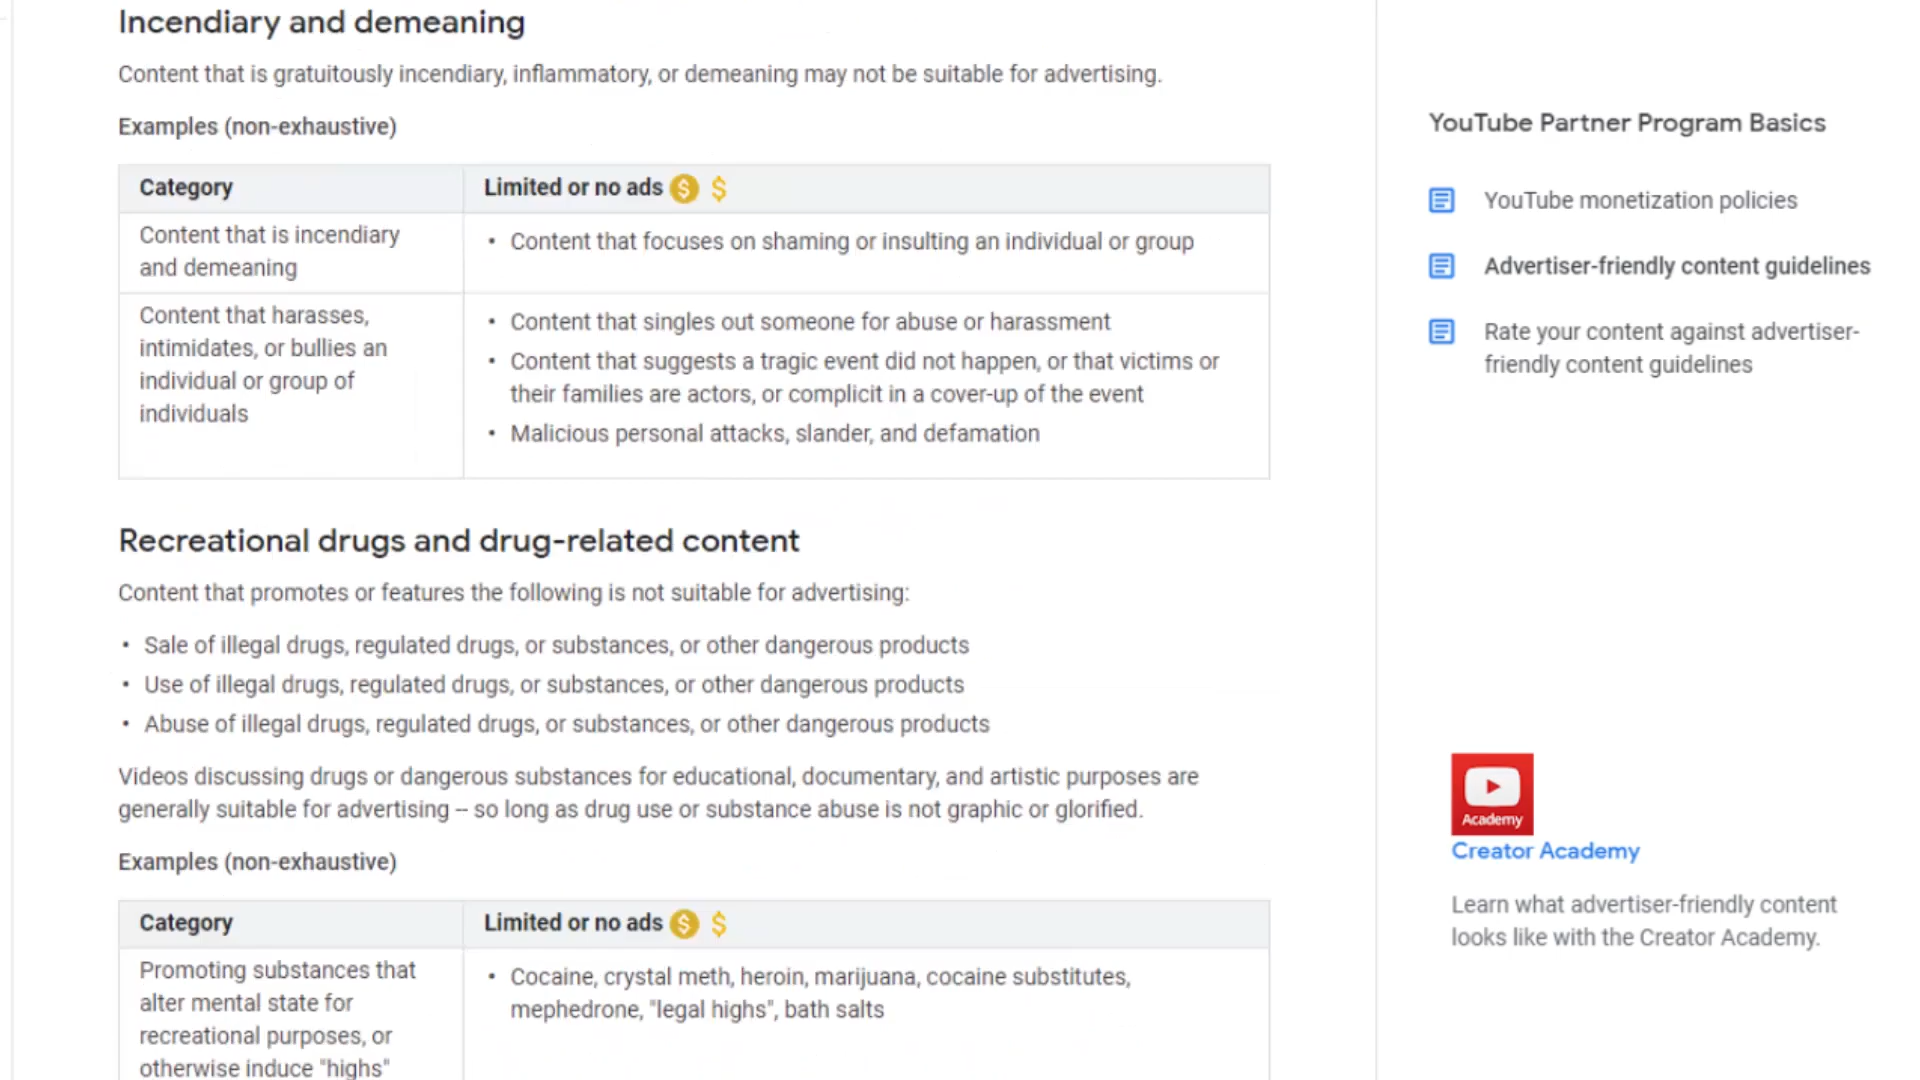 Incendiary and demeaning
Content that is gratuitously incendiary, inflammatory, or demeaning may not be suitable for advertising.
Examples (non-exhaustive)
Category
Limited or no ads
Content that is incendiary
and demeaning
• Content that focuses on shaming or insulting an individual or group
Content that harasses,
intimidates, or bullies an
individual or group of
individuals
• Content that singles out someone for abuse or harassment
• Content that suggests a tragic event did not happen, or that victims or
their families are actors, or complicit in a cover-up of the event
• Malicious personal attacks, slander, and defamation
Recreational drugs and drug-related content
Content that promotes or features the following is not suitable for advertising:
• Sale of illegal drugs, regulated drugs, or substances, or other dangerous products
• Use of illegal drugs, regulated drugs, or substances, or other dangerous products
• Abuse of illegal drugs, regulated drugs, or substances, or other dangerous products
Videos discussing drugs or dangerous substances for educational, documentary, and artistic purposes are
generally suitable for advertising – so long as drug use or substance abuse is not graphic or glorified.
Examples (non-exhaustive)
Category
Limited or no ads
Promoting substances that
alter mental state for
recreational purposes, or
otherwise induce "highs"
• Cocaine, crystal meth, heroin, marijuana, cocaine substitutes,
mephedrone, "legal highs", bath salts
YouTube Partner Program Basics
YouTube monetization policies
Advertiser-friendly content guidelines
Rate your content against advertiser-
friendly content guidelines
Academy
Creator Academy
Learn what advertiser-friendly content
looks like with the Creator Academy.